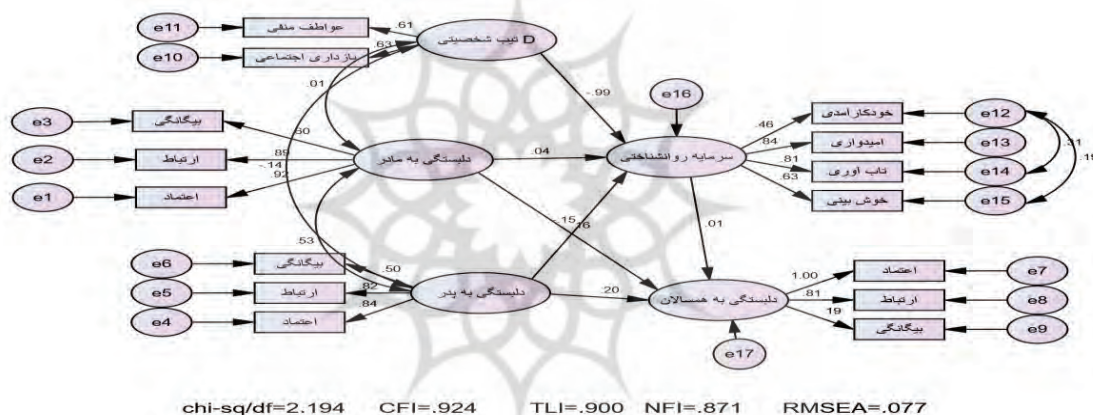 e11
عواطف منفی
.61
تیپ شخصیتی D
e10
بازداری اجتماعی
.63
.01
-.99
e16
e3
بیگانگی
.60
e2
ارتباط
.85
دلبستگی به مادر
.04
سرمایه روانشناختی
-.14
e1
اعتماد
.92
.46
خودکارآمدی
e12
.84
امیدواری
e13
.31
.81
تاب آوری
e14
.63
خوش بینی
e15
.53
-.15
.16
.01
e6
بیگانگی
.50
e5
ارتباط
.82
دلبستگی به پدر
.20
دلبستگی به همسالان
e4
اعتماد
.84
1.00
اعتماد
e7
.81
ارتباط
e8
.19
بیگانگی
e9
e17
chi-sq/df=2.194 CFI=.924 TLI=.900 NFI=.871 RMSEA=.077